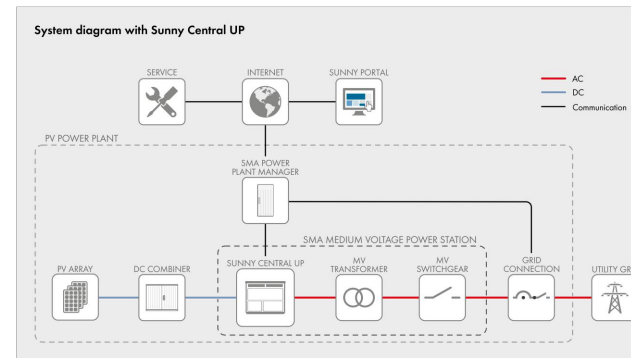 System diagram with Sunny Central UP
SERVICE
INTERNET
SUNNY PORTAL
AC
DC
Communication
PV POWER PLANT
SMA POWER
PLANT MANAGER
SMA MEDIUM VOLTAGE POWER STATION
PV ARRAY
DC COMBINER
SUNNY CENTRAL UP
MV
TRANSFORMER
MV
SWITCHGEAR
GRID
CONNECTION
UTILITY GR